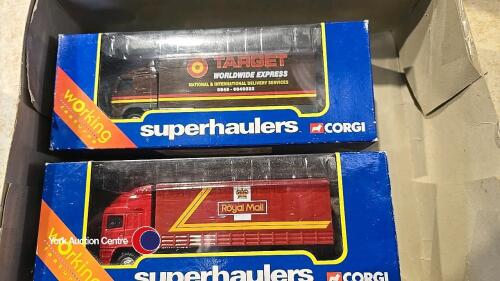 TARGET
WORLDWIDE EXPRESS
NATIONAL & INTERNATIONAL DELIVERY SERVICES
working
superhaulers
CORGI
Royal Mail
York Auction Centre
working
superhaulers
CORGI